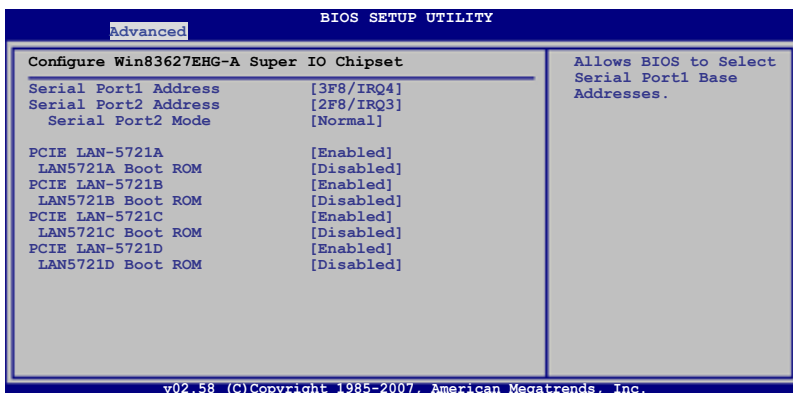 BIOS SETUP UTILITY
Advanced
Configure Win83627EHG-A Super IO Chipset
Serial Port1 Address [3F8/IRQ4]
Serial Port2 Address [2F8/IRQ3]
Serial Port2 Mode [Normal]
PCIE LAN-5721A [Enabled]
LAN5721A Boot ROM [Disabled]
PCIE LAN-5721B [Enabled]
LAN5721B Boot ROM [Disabled]
PCIE LAN-5721C [Enabled]
LAN5721C Boot ROM [Disabled]
PCIE LAN-5721D [Enabled]
LAN5721D Boot ROM [Disabled]
Allows BIOS to Select
Serial Port1 Base
Addresses.
v02.58 (C)Copyright 1985-2007, American Megatrends, Inc.